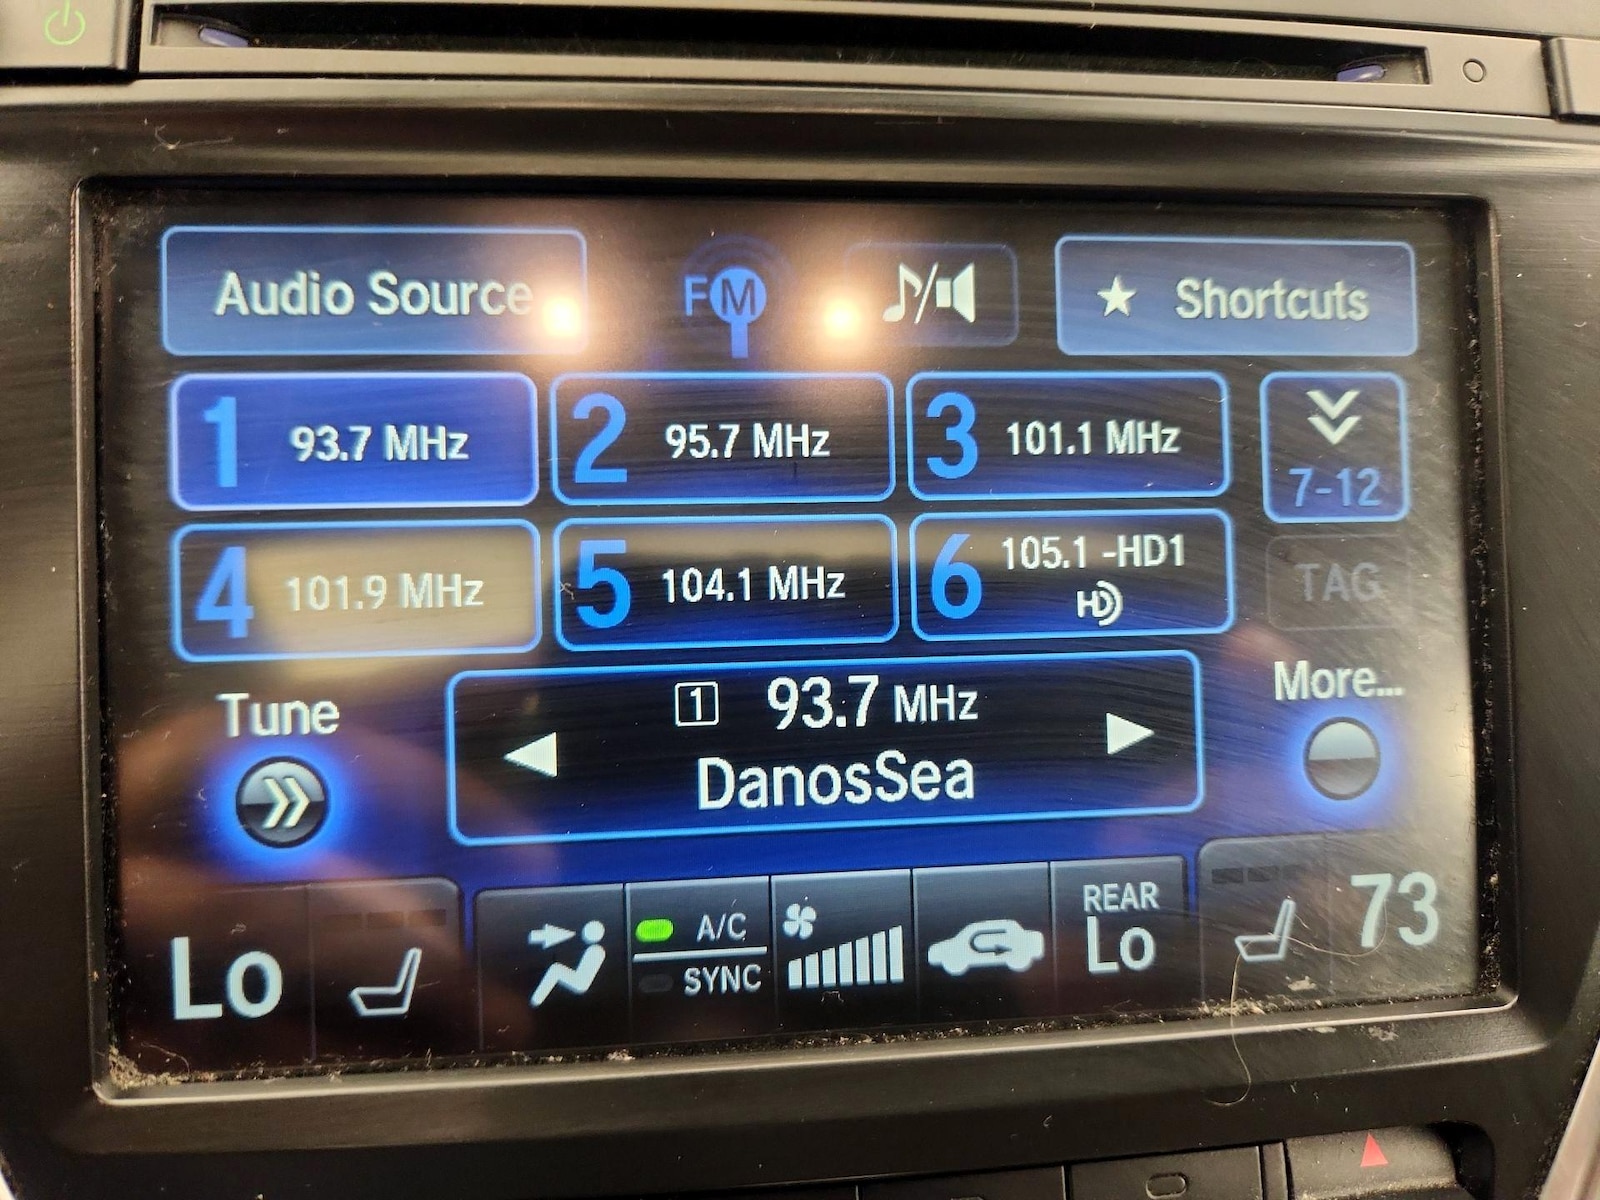 Audio Source
FM
★ Shortcuts
1 93.7 MHz
2 95.7 MHz
3 101.1 MHz
7-12
4 101.9 MHz
5 104.1 MHz
6 105.1 -HD1
HD
TAG
Tune
1 93.7 MHz
DanosSea
More...
Lo
A/C
SYNC
REAR
Lo
73